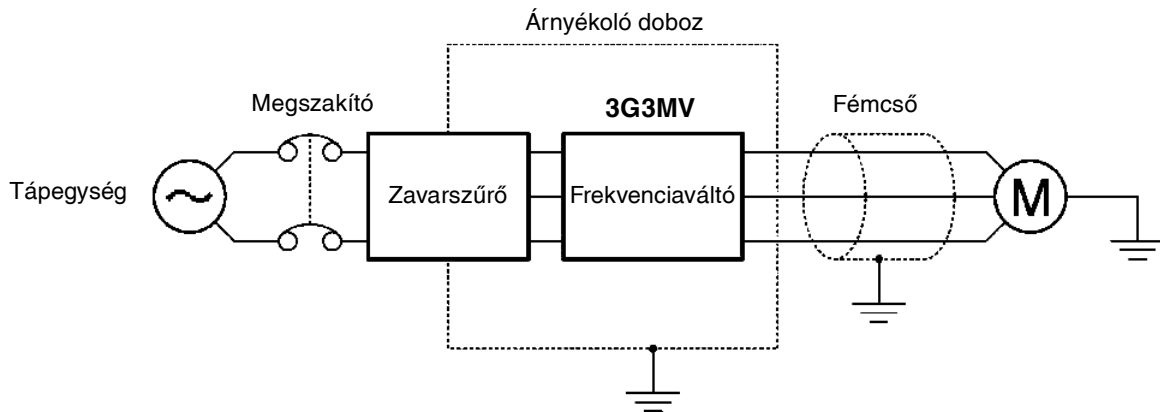 Árnyékoló doboz
Megszakító
3G3MV
Fémcső
Tápegység
Zavarszűrő
Frekvenciaváltó
M